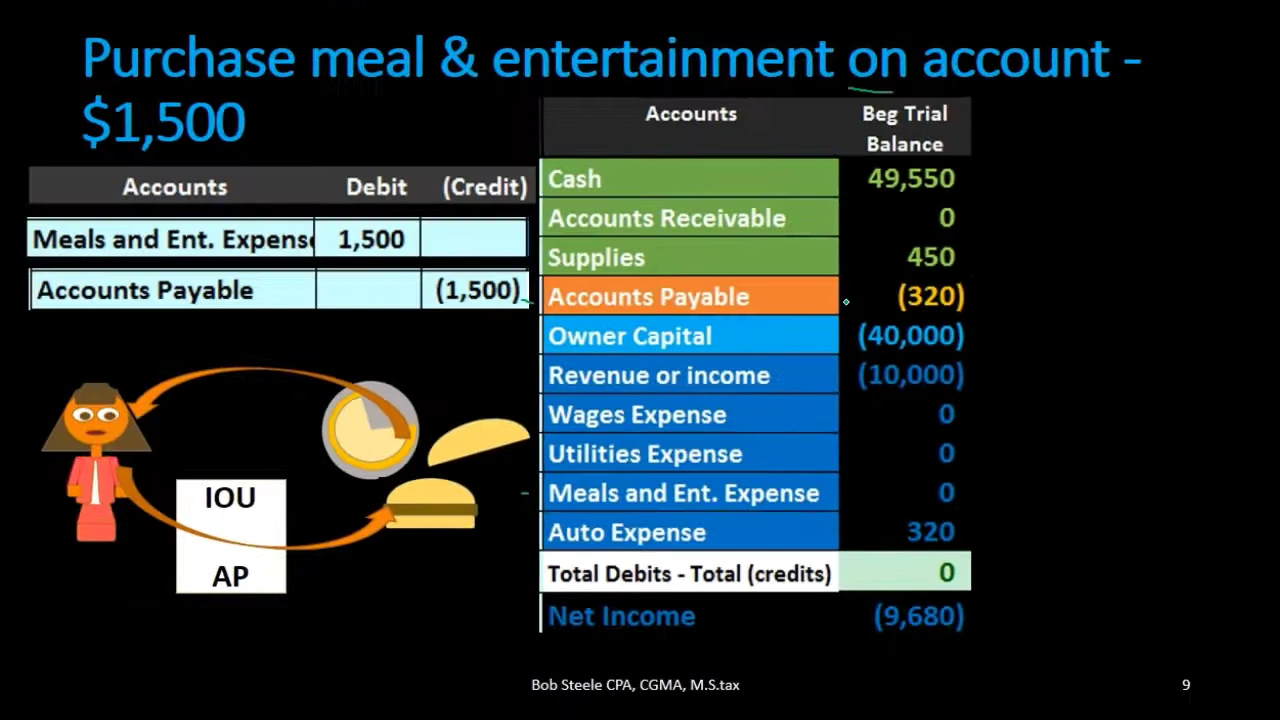 Purchase meal & entertainment on account -
$1,500
Accounts Debit (Credit)
Meals and Ent. Expense 1,500
Accounts Payable (1,500)
IOU
AP
Accounts Beg Trial
Balance
Cash 49,550
Accounts Receivable 0
Supplies 450
Accounts Payable (320)
Owner Capital (40,000)
Revenue or income (10,000)
Wages Expense 0
Utilities Expense 0
Meals and Ent. Expense 0
Auto Expense 320
Total Debits - Total (credits) 0
Net Income (9,680)
Bob Steele CPA, CGMA, M.S.tax 9